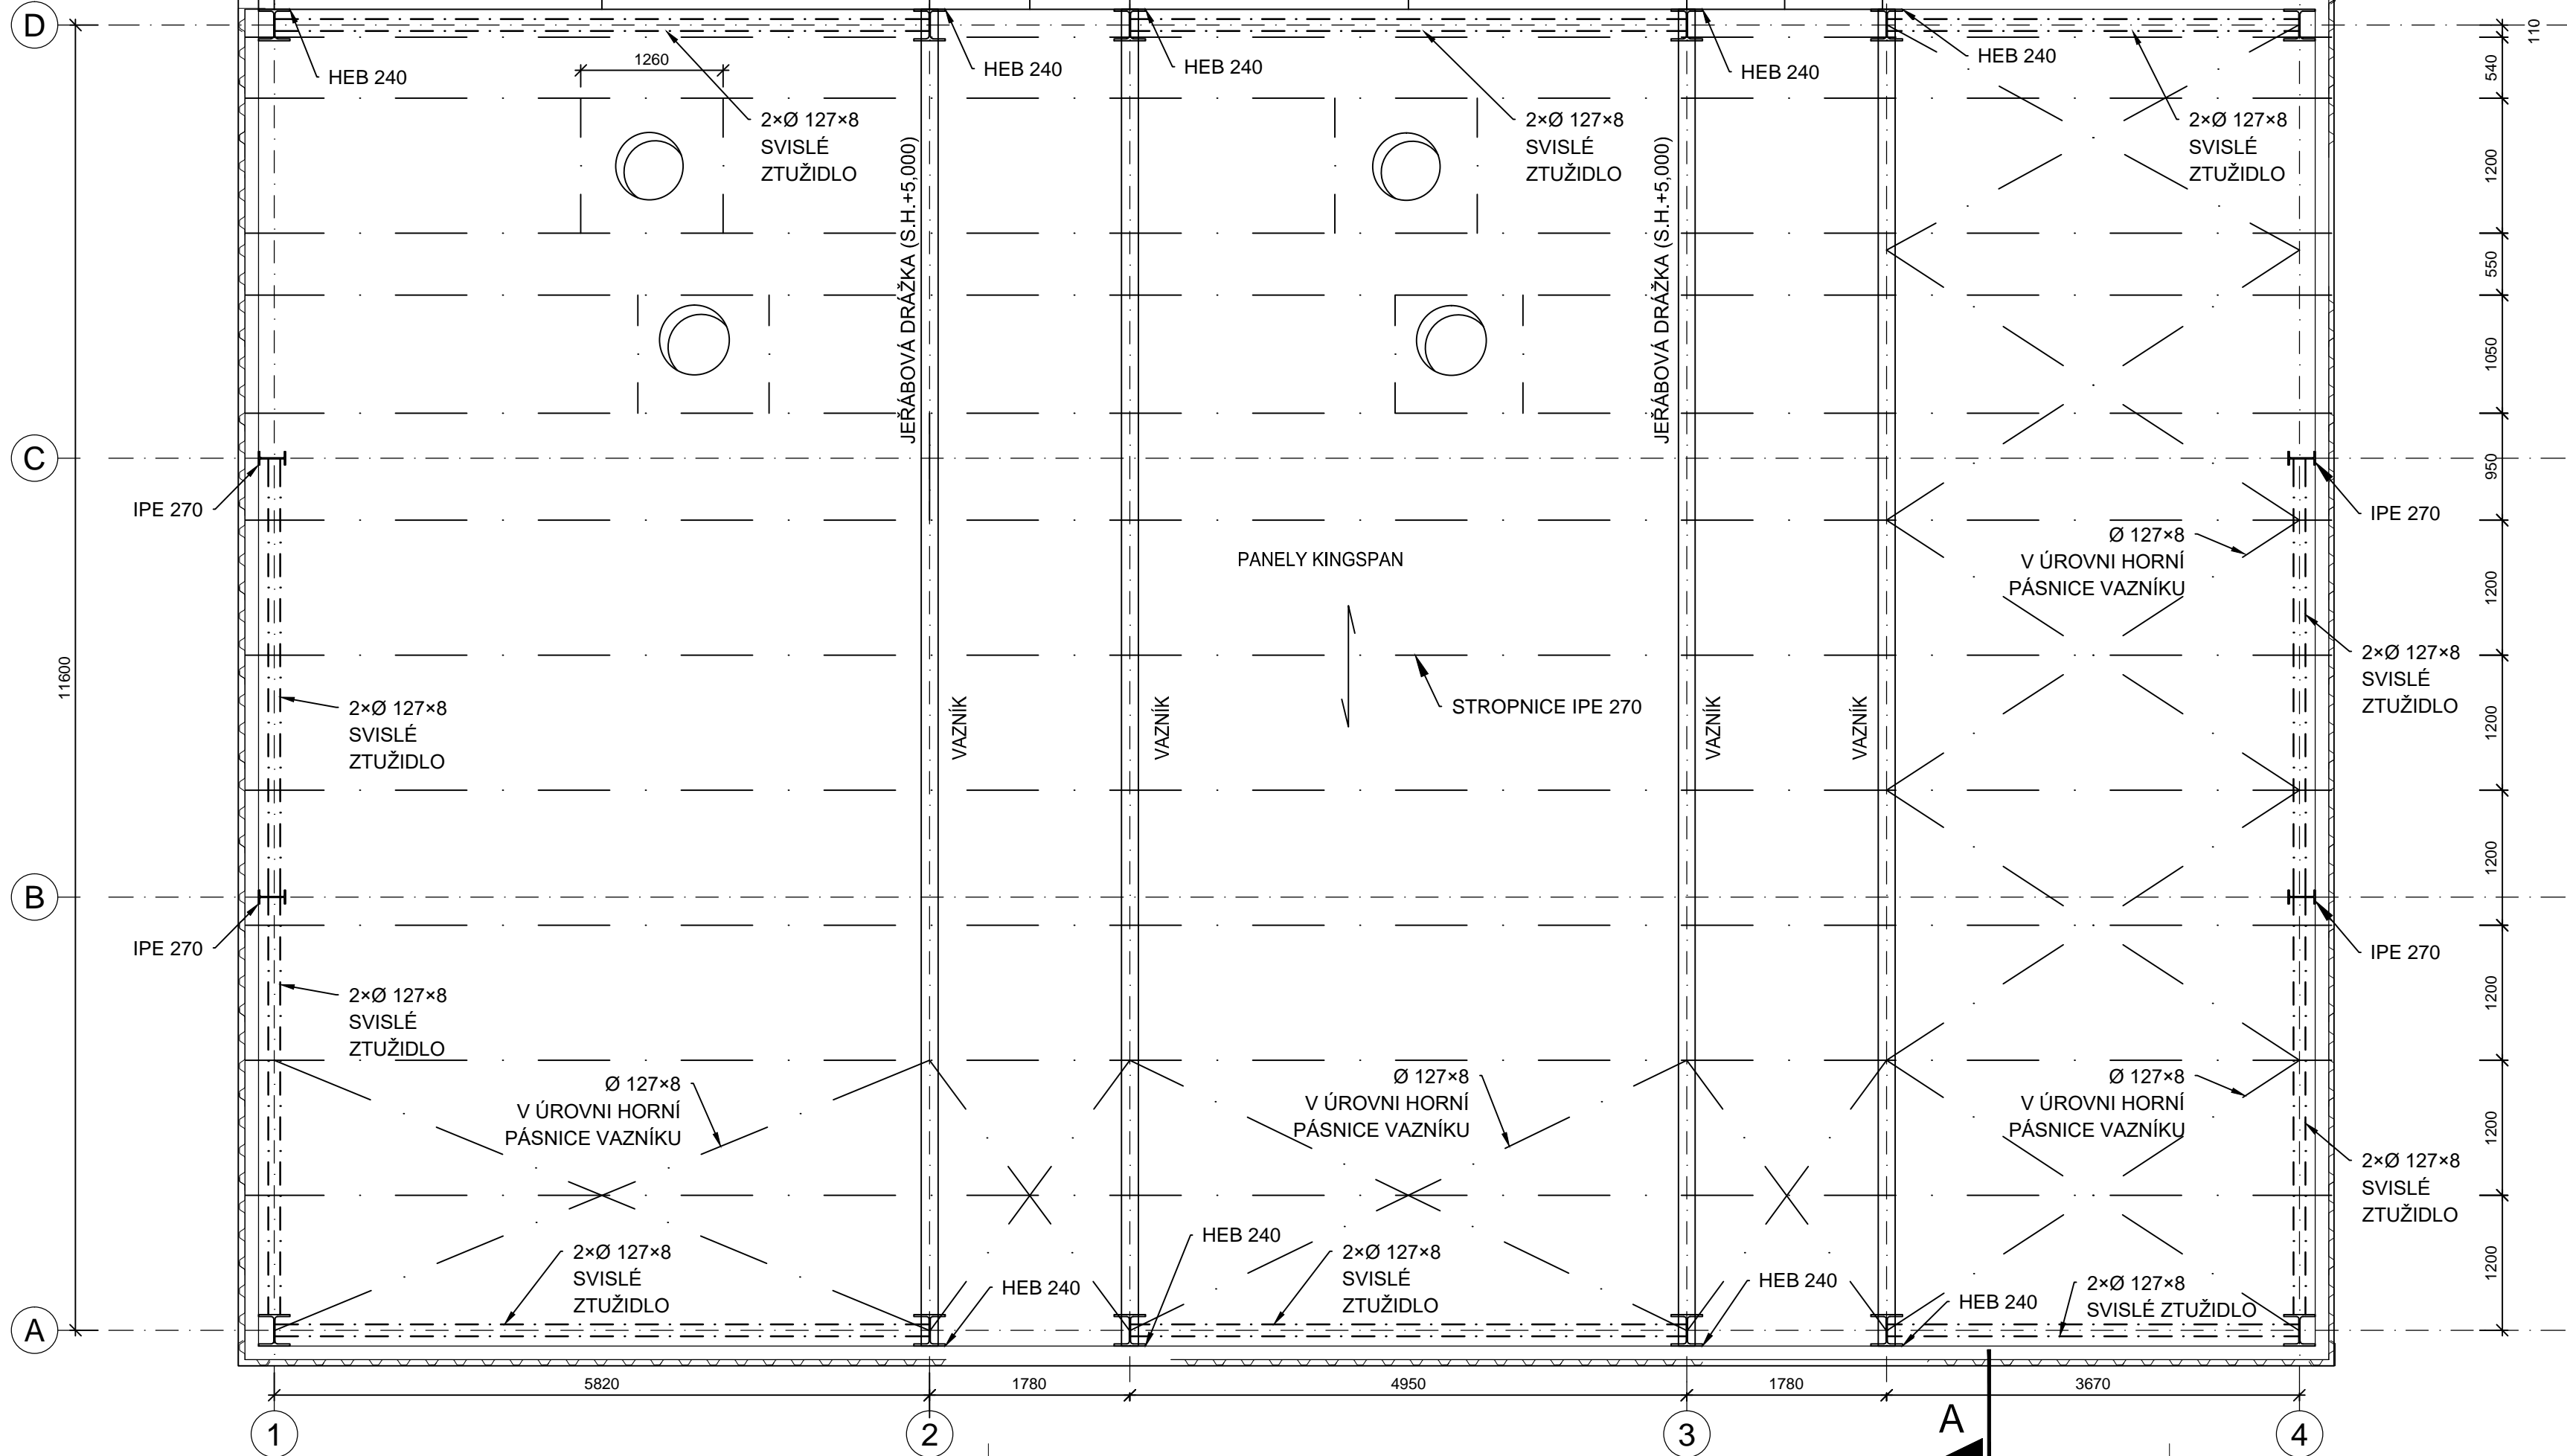 D
110
HEB 240
HEB 240
HEB 240
HEB 240
HEB 240
1260
540
2×Ø 127×8
SVISLÉ
ZTUŽIDLO
2×Ø 127×8
SVISLÉ
ZTUŽIDLO
2×Ø 127×8
SVISLÉ
ZTUŽIDLO
JEŘÁBOVÁ DRÁŽKA (S.H.+5,000)
JEŘÁBOVÁ DRÁŽKA (S.H.+5,000)
1200
550
1050
C
950
IPE 270
IPE 270
PANELY KINGSPAN
Ø 127×8
V ÚROVNI HORNÍ
PÁSNICE VAZNÍKU
1200
11600
2×Ø 127×8
SVISLÉ
ZTUŽIDLO
2×Ø 127×8
SVISLÉ
ZTUŽIDLO
STROPNICE IPE 270
VAZNÍK
VAZNÍK
VAZNÍK
VAZNÍK
1200
1200
B
IPE 270
IPE 270
2×Ø 127×8
SVISLÉ
ZTUŽIDLO
1200
Ø 127×8
V ÚROVNI HORNÍ
PÁSNICE VAZNÍKU
Ø 127×8
V ÚROVNI HORNÍ
PÁSNICE VAZNÍKU
Ø 127×8
V ÚROVNI HORNÍ
PÁSNICE VAZNÍKU
1200
2×Ø 127×8
SVISLÉ
ZTUŽIDLO
2×Ø 127×8
SVISLÉ
ZTUŽIDLO
HEB 240
HEB 240
2×Ø 127×8
SVISLÉ
ZTUŽIDLO
HEB 240
HEB 240
2×Ø 127×8
SVISLÉ ZTUŽIDLO
1200
A
5820
1780
4950
1780
3670
1
2
3
A
4